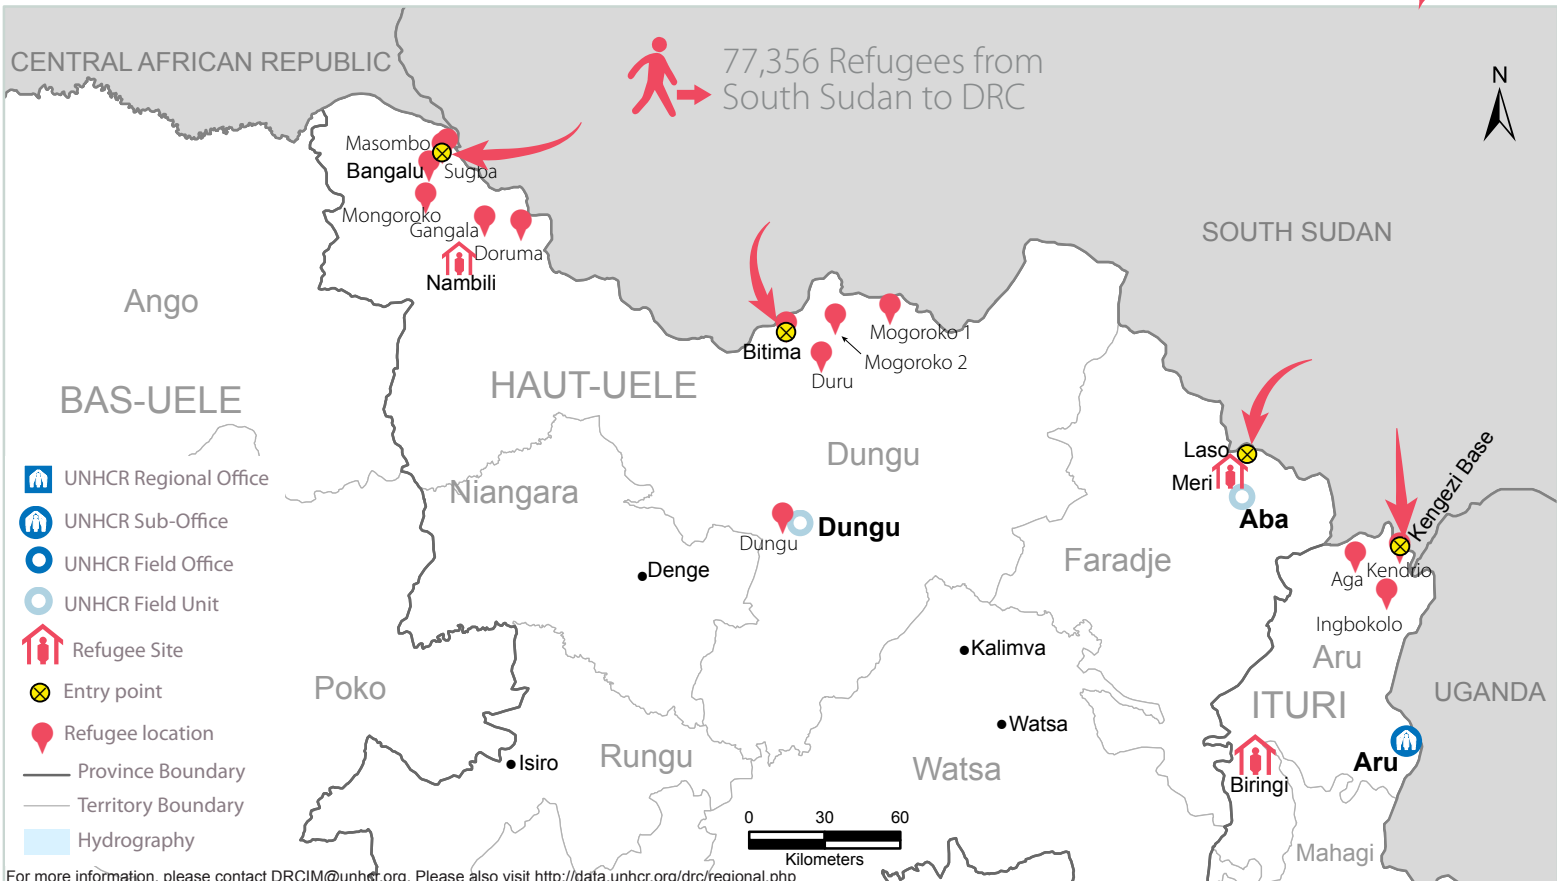 CENTRAL AFRICAN REPUBLIC
77,356 Refugees from
South Sudan to DRC
N
Masombo
Bangalu
Sugba
Mongoroko
Gangala
Doruma
Nambili
SOUTH SUDAN
Ango
BAS-UELE
HAUT-UELE
Bitima
Mogoroko 1
Mogoroko 2
Duru
Dungu
Niangara
Laso
Meri
Aba
Kengezi Base
Dungu
Dungu
Denge
Faradje
Aga
Kendrio
Ingbokolo
Aru
Kalimva
ITURI
UGANDA
Poko
Watsa
Isiro
Rungu
Watsa
Aru
Biringi
Mahagi
UNHCR Regional Office
UNHCR Sub-Office
UNHCR Field Office
UNHCR Field Unit
Refugee Site
Entry point
Refugee location
Province Boundary
Territory Boundary
Hydrography
0 30 60
Kilometers
For more information, please contact DRCIM@unhcr.org. Please also visit http://data.unhcr.org/drc/regional.php